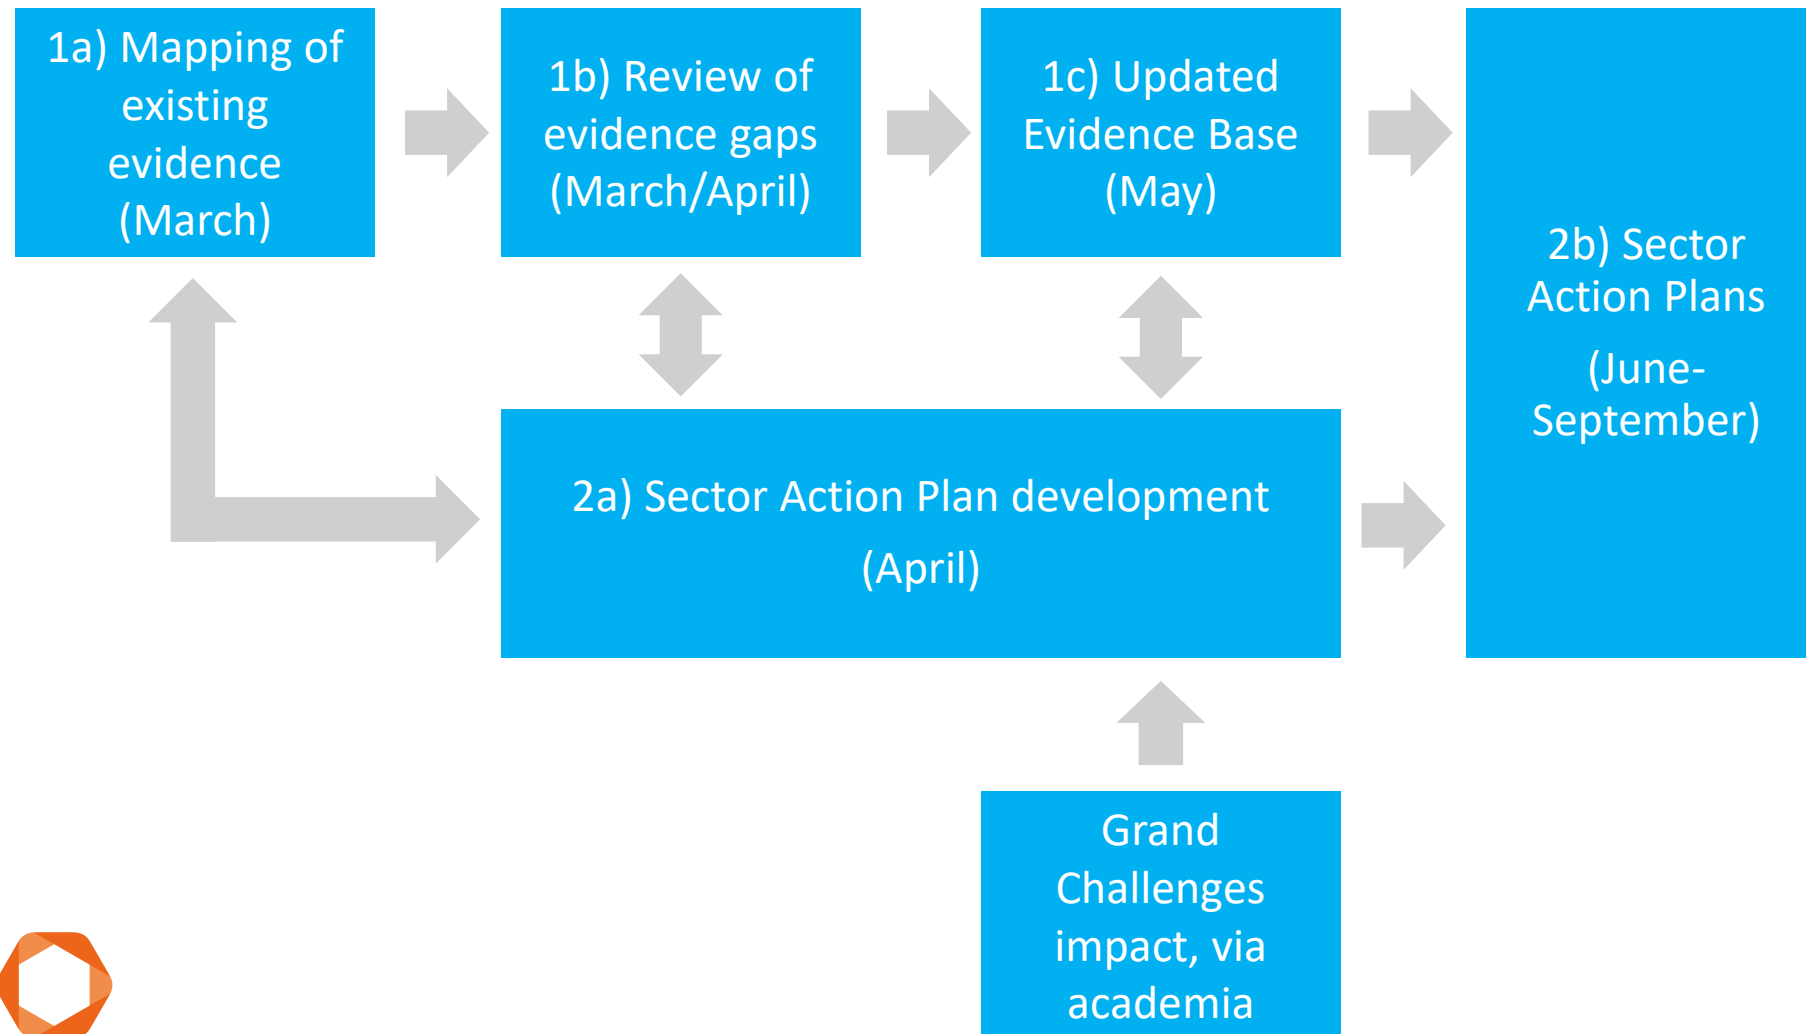 1a) Mapping of
existing
evidence
(March)
1b) Review of
evidence gaps
(March/April)
1c) Updated
Evidence Base
(May)
2b) Sector
Action Plans
(June-
September)
2a) Sector Action Plan development
(April)
Grand
Challenges
impact, via
academia